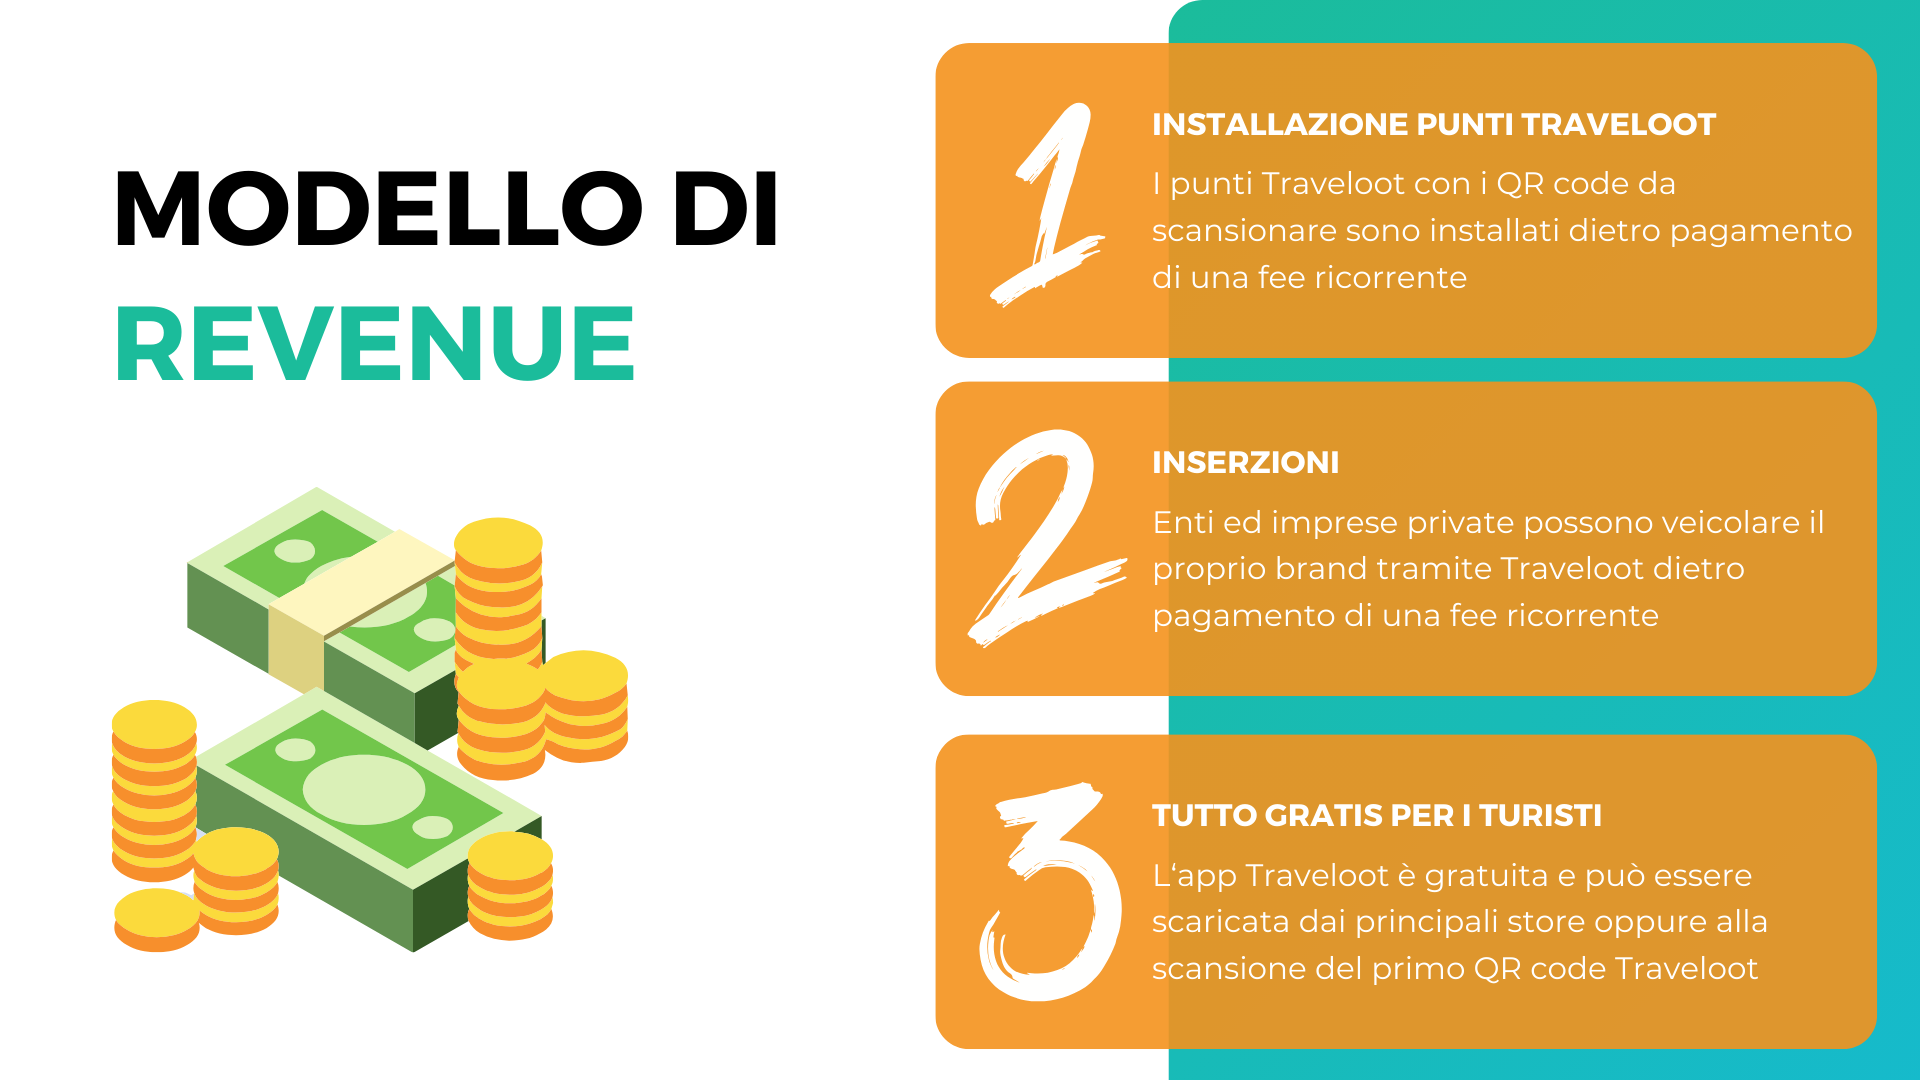 MODELLO DI
REVENUE
1
INSTALLAZIONE PUNTI TRAVELOOT
I punti Traveloot con i QR code da
scansionare sono installati dietro pagamento
di una fee ricorrente
2
INSERZIONI
Enti ed imprese private possono veicolare il
proprio brand tramite Traveloot dietro
pagamento di una fee ricorrente
3
TUTTO GRATIS PER I TURISTI
L‘app Traveloot è gratuita e può essere
scaricata dai principali store oppure alla
scansione del primo QR code Traveloot